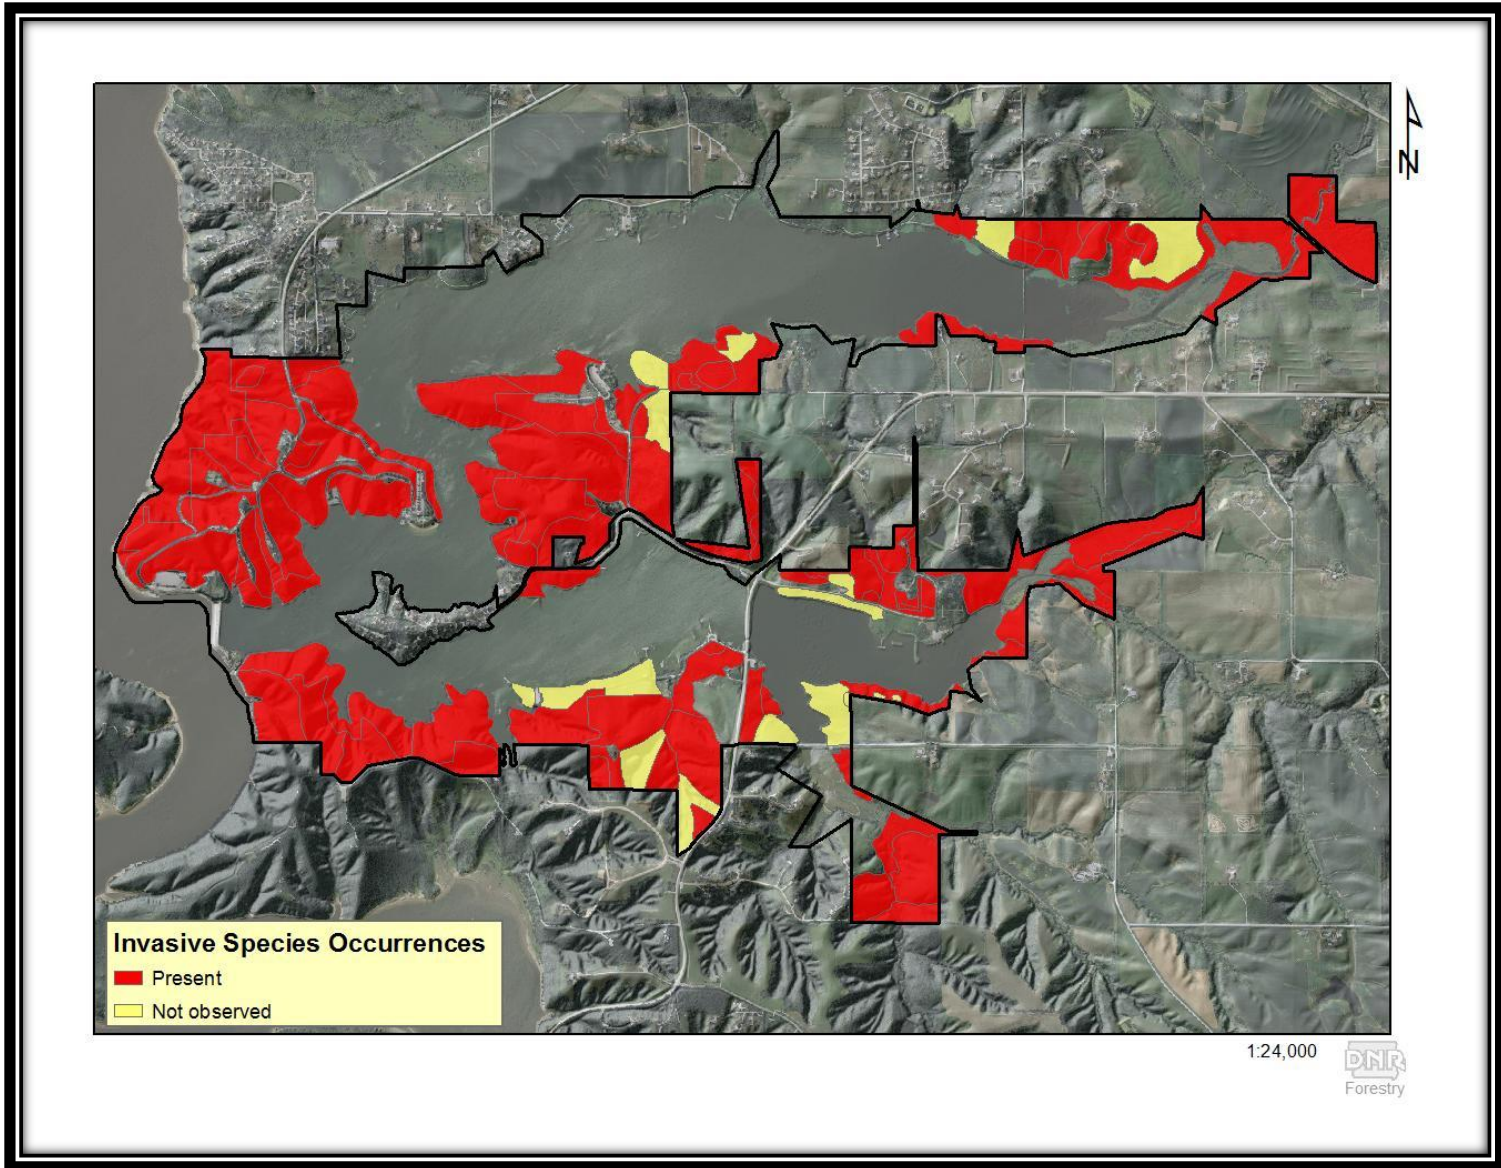 N
Invasive Species Occurrences
Present
Not observed
1:24,000
DNR
Forestry